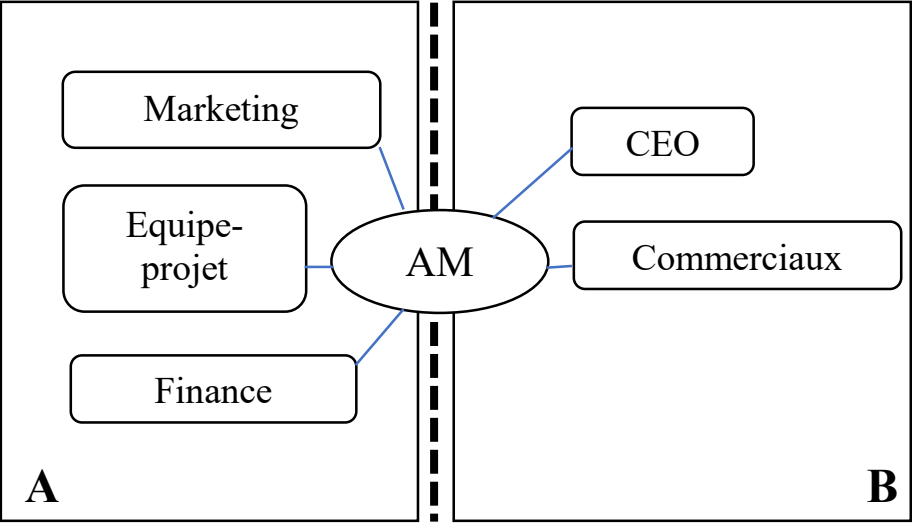 Marketing
Equipe-
projet
Finance
A
AM
CEO
Commerciaux
B